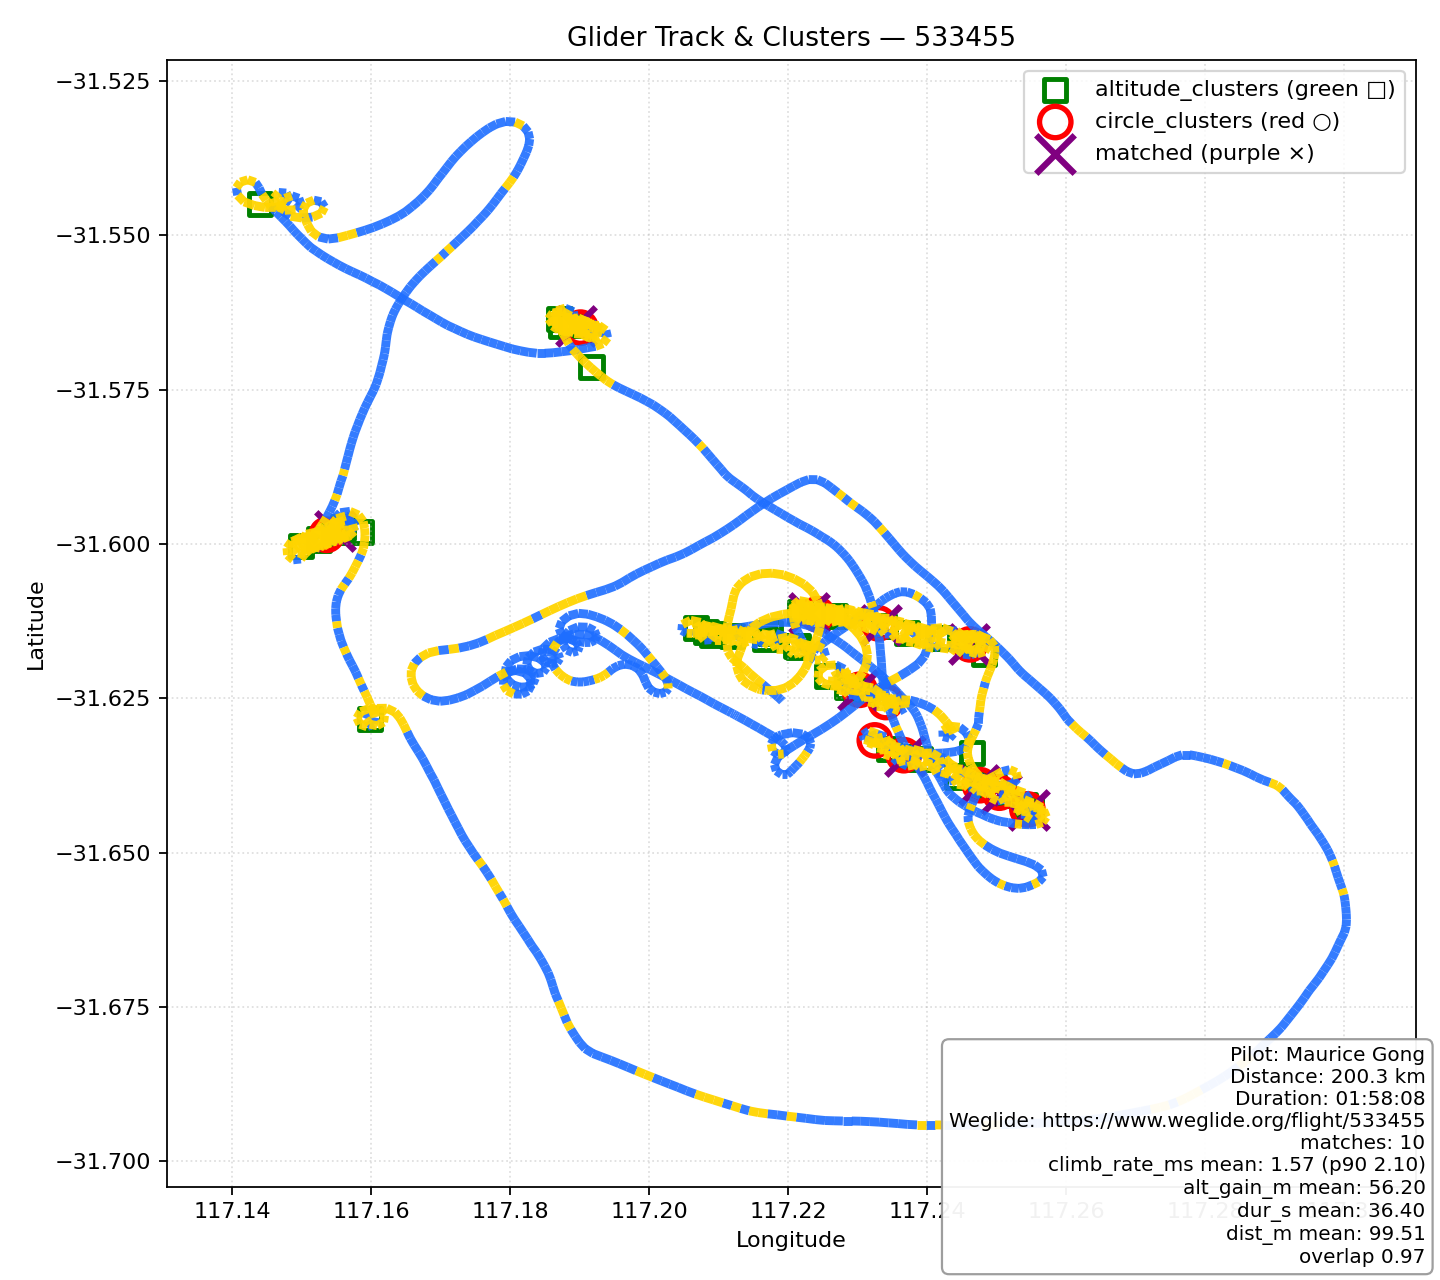 Glider Track & Clusters — 533455
altitude_clusters (green □)
circle_clusters (red ○)
matched (purple ×)
−31.525
−31.550
−31.575
−31.600
−31.625
−31.650
−31.675
−31.700
Latitude
117.14
117.16
117.18
117.20
117.22
117.24
117.26
117.28
Longitude
Pilot: Maurice Gong
Distance: 200.3 km
Duration: 01:58:08
Weglide: https://www.weglide.org/flight/533455
matches: 10
climb_rate_ms mean: 1.57 (p90 2.10)
alt_gain_m mean: 56.20
dur_s mean: 36.40
dist_m mean: 99.51
overlap 0.97